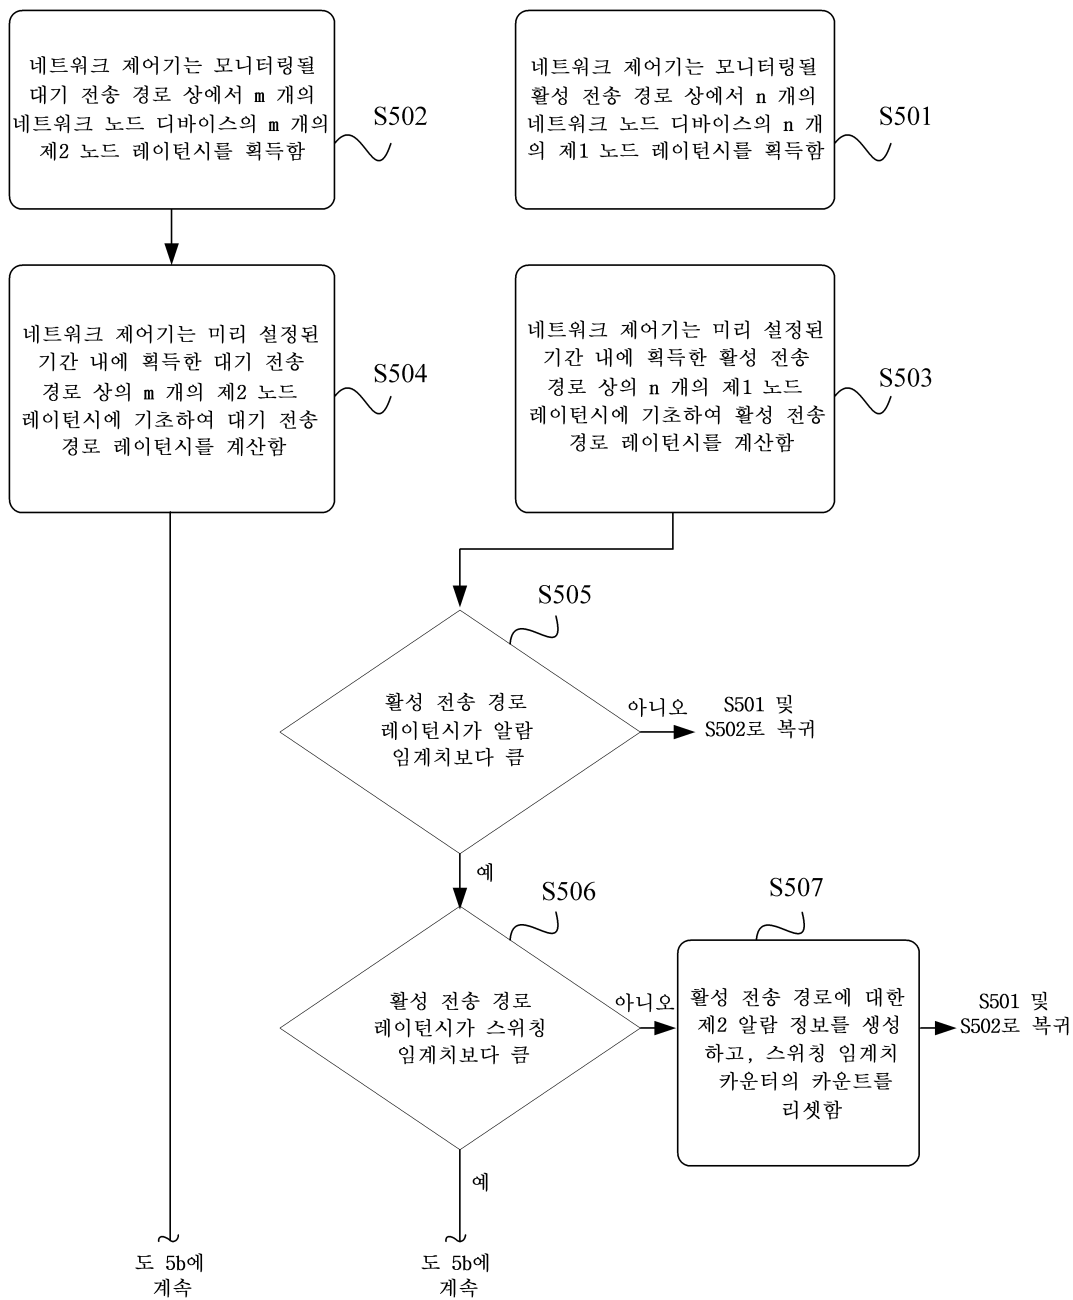 네트워크 제어기는 모니터링될
대기 전송 경로 상에서 m 개의
네트워크 노드 디바이스의 m 개의
제2 노드 레이턴시를 획득함
S502
네트워크 제어기는 모니터링될
활성 전송 경로 상에서 n 개의
네트워크 노드 디바이스의 n 개
의 제1 노드 레이턴시를 획득함
S501
네트워크 제어기는 미리 설정된
기간 내에 획득한 대기 전송
경로 상의 m 개의 제2 노드
레이턴시에 기초하여 대기 전송
경로 레이턴시를 계산함
S504
네트워크 제어기는 미리 설정된
기간 내에 획득한 활성 전송
경로 상의 n 개의 제1 노드
레이턴시에 기초하여 활성 전송
경로 레이턴시를 계산함
S503
S505
활성 전송 경로
레이턴시가 알람
임계치보다 큼
아니오
S501 및
S502로 복귀
예
S506
활성 전송 경로
레이턴시가 스위칭
임계치보다 큼
아니오
S507
활성 전송 경로에 대한
제2 알람 정보를 생성
하고, 스위칭 임계치
카운터의 카운트를
리셋함
S501 및
S502로 복귀
예
도 5b에
계속
도 5b에
계속